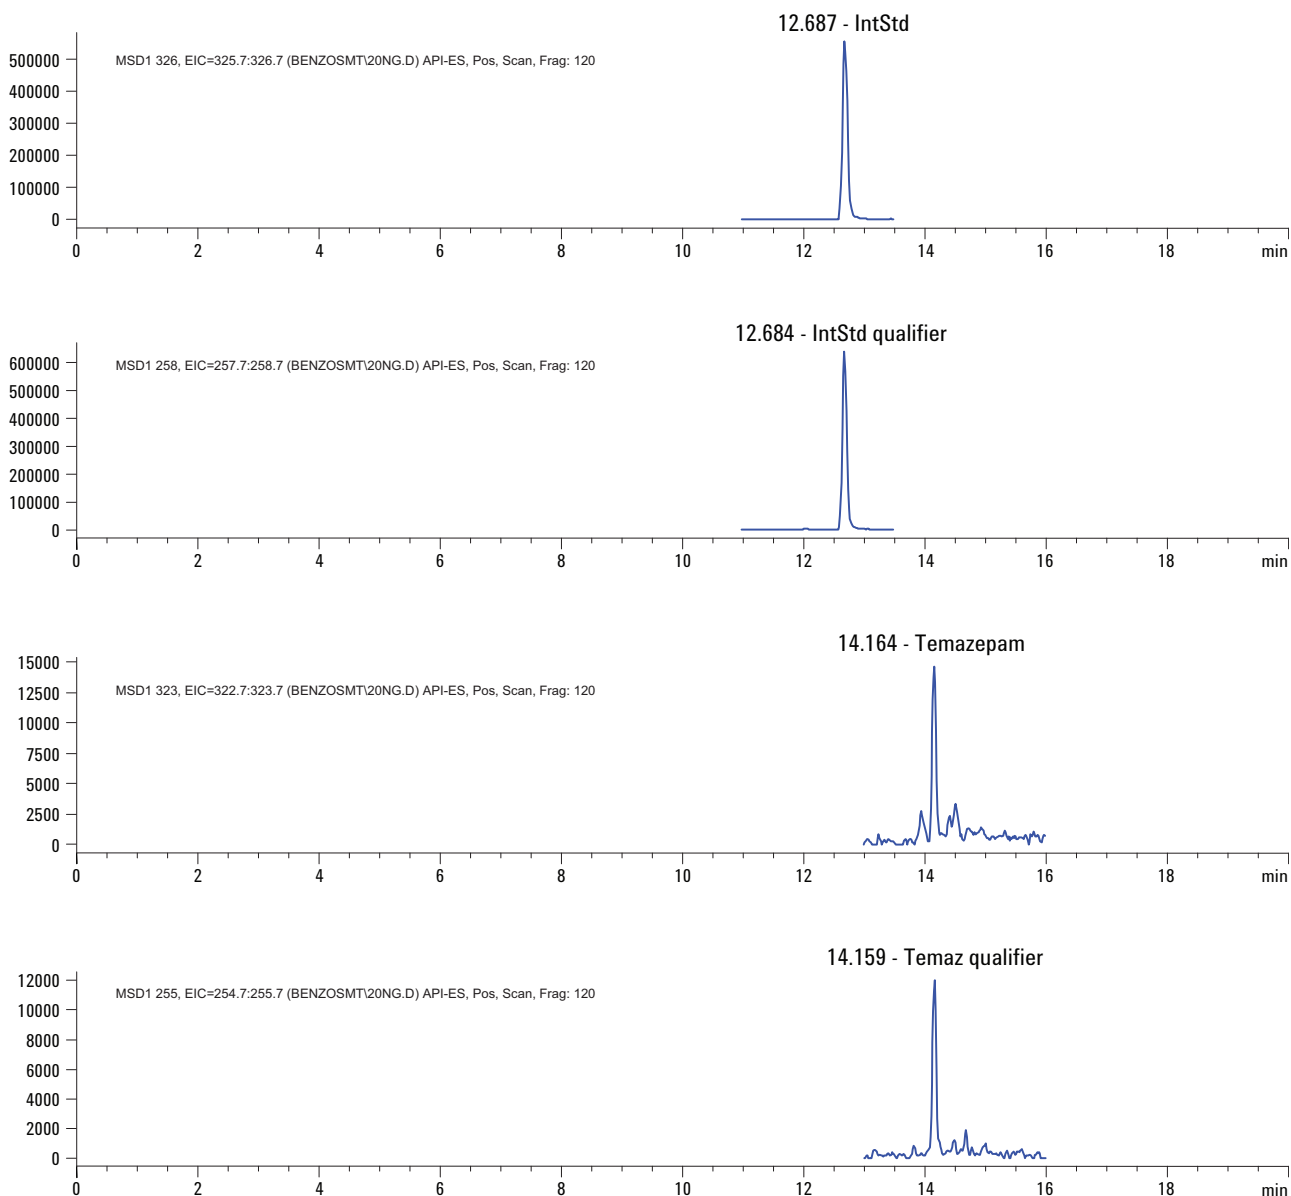 12.687 - IntStd
MSD1 326, EIC=325.7:326.7 (BENZOSMT\20NG.D) API-ES, Pos, Scan, Frag: 120
500000
400000
300000
200000
100000
0
0 2 4 6 8 10 12 14 16 18 min
12.684 - IntStd qualifier
MSD1 258, EIC=257.7:258.7 (BENZOSMT\20NG.D) API-ES, Pos, Scan, Frag: 120
600000
500000
400000
300000
200000
100000
0
0 2 4 6 8 10 12 14 16 18 min
14.164 - Temazepam
15000
MSD1 323, EIC=322.7:323.7 (BENZOSMT\20NG.D) API-ES, Pos, Scan, Frag: 120
12500
10000
7500
5000
2500
0
0 2 4 6 8 10 12 14 16 18 min
14.159 - Temaz qualifier
12000
MSD1 255, EIC=254.7:255.7 (BENZOSMT\20NG.D) API-ES, Pos, Scan, Frag: 120
10000
8000
6000
4000
2000
0
0 2 4 6 8 10 12 14 16 18 min